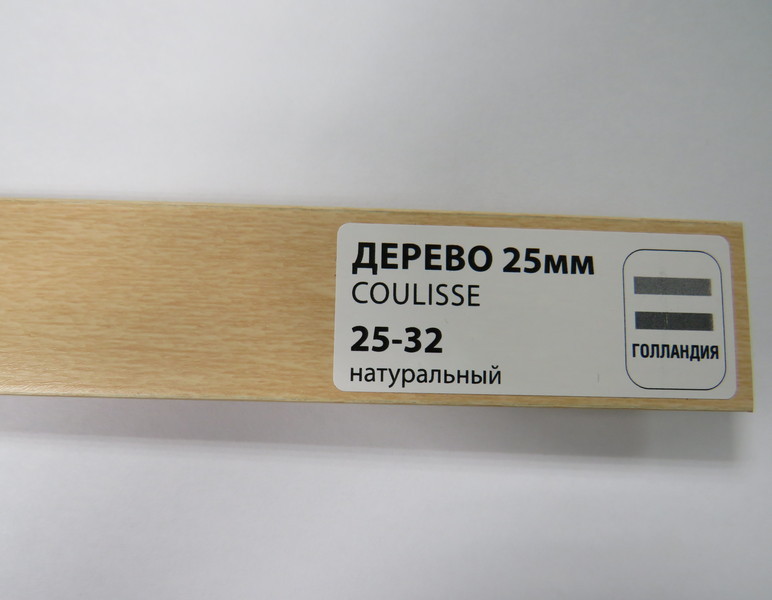 ДЕРЕВО 25мм
COULISSE
25-32
натуральный
ГОЛЛАНДИЯ